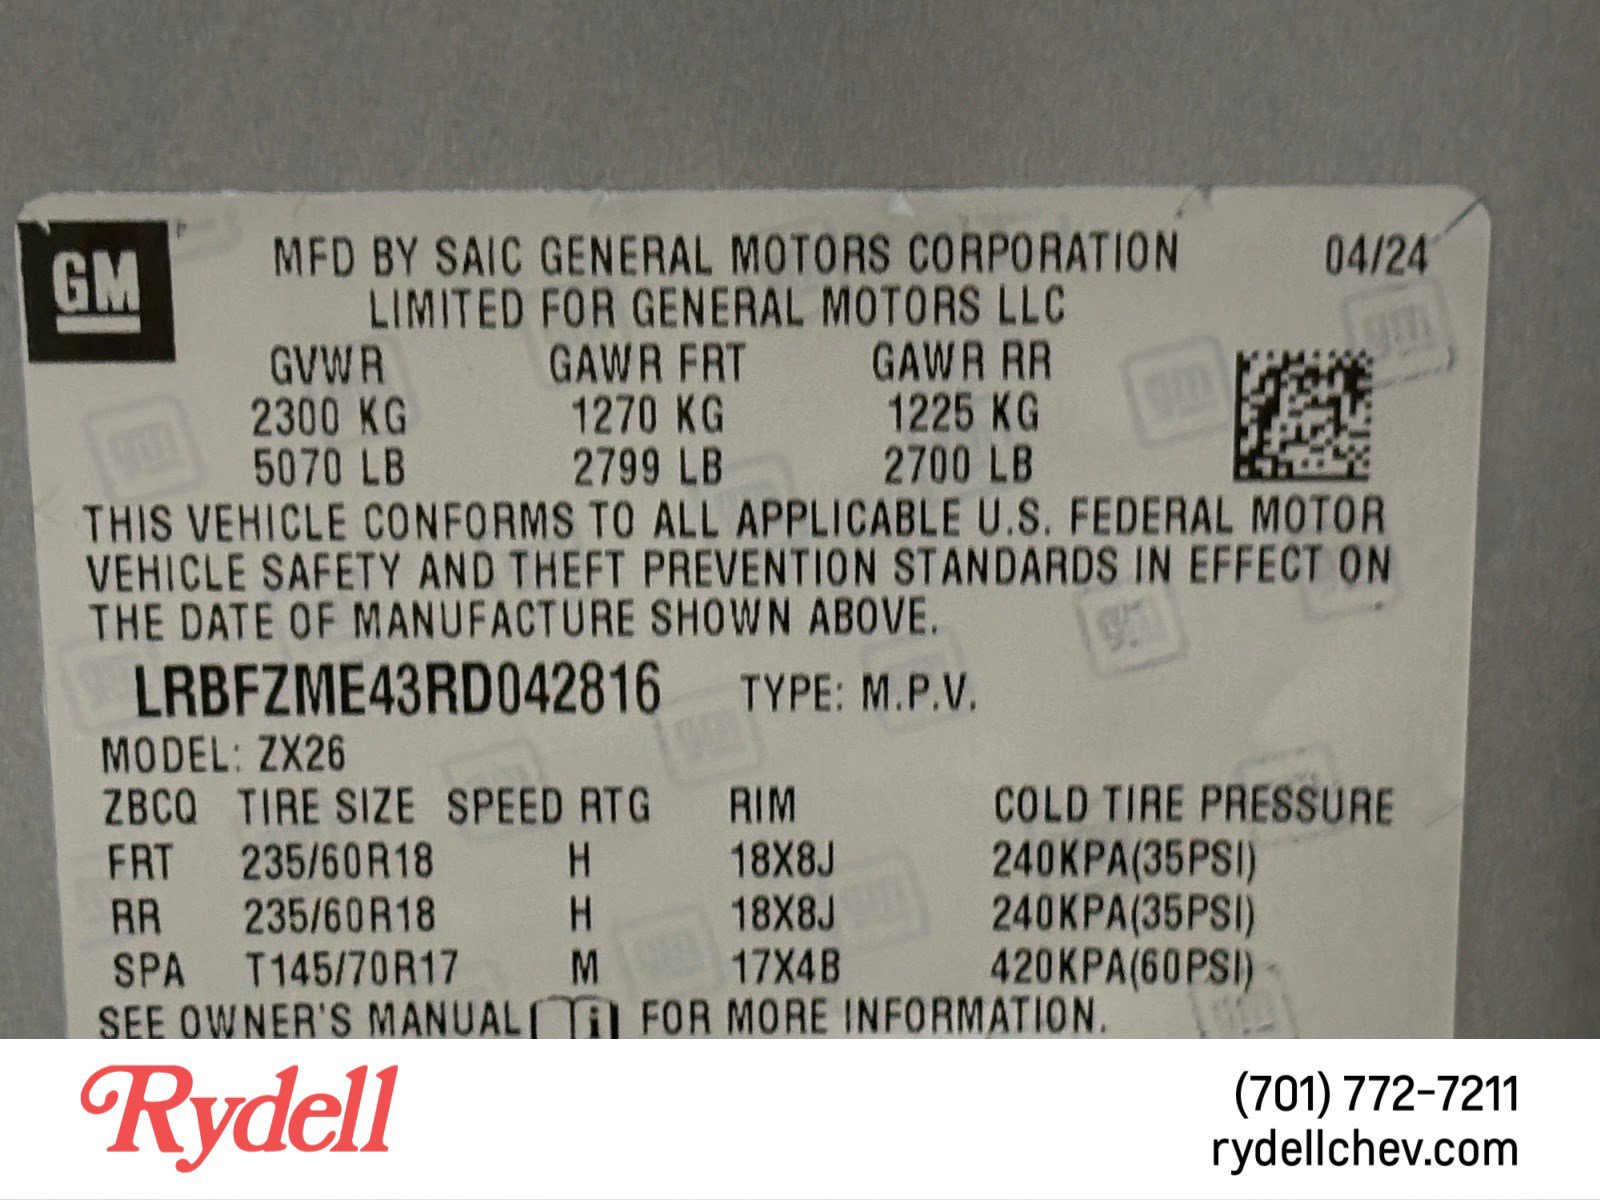 GM
MFD BY SAIC GENERAL MOTORS CORPORATION 04/24
LIMITED FOR GENERAL MOTORS LLC
GVWR GAWR FRT GAWR RR
2300 KG 1270 KG 1225 KG
5070 LB 2799 LB 2700 LB
THIS VEHICLE CONFORMS TO ALL APPLICABLE U.S. FEDERAL MOTOR
VEHICLE SAFETY AND THEFT PREVENTION STANDARDS IN EFFECT ON
THE DATE OF MANUFACTURE SHOWN ABOVE.
LRBFZME43RD042816 TYPE: M.P.V.
MODEL: ZX26
ZBCQ TIRE SIZE SPEED RTG RIM COLD TIRE PRESSURE
FRT 235/60R18 H 18X8J 240KPA(35PSI)
RR 235/60R18 H 18X8J 240KPA(35PSI)
SPA T145/70R17 M 17X4B 420KPA(60PSI)
SEE OWNER'S MANUAL i FOR MORE INFORMATION.
Rydell
(701) 772-7211
rydellchev.com